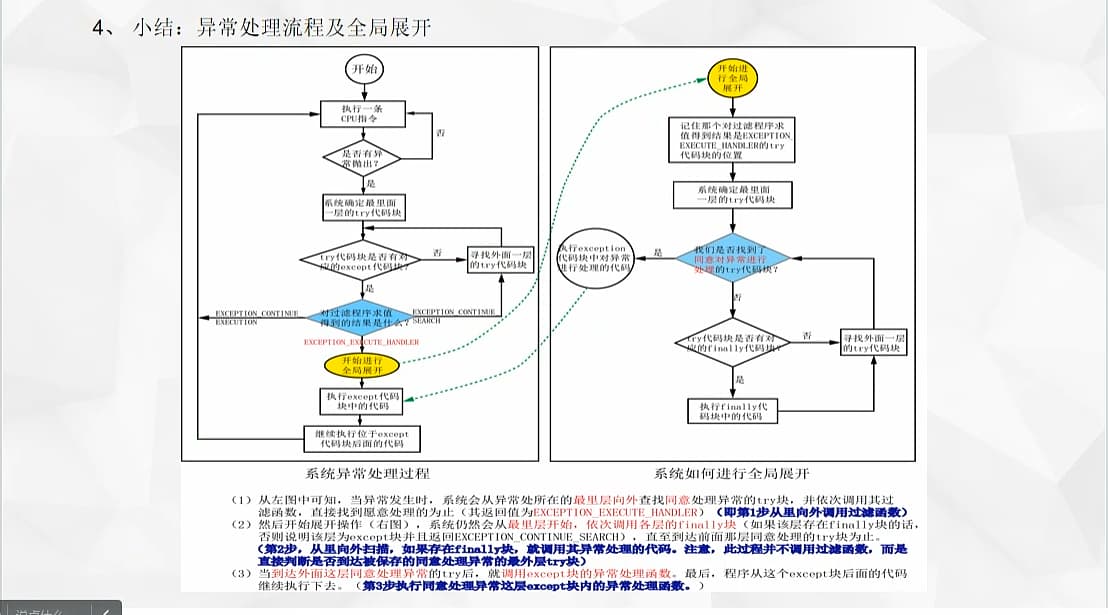 4、 小结：异常处理流程及全局展开
开始
执行一条
CPU指令
否
是否有异
常抛出?
是
系统确定最里面
一层的try代码块
try代码块是否有对
应的except代码块?
否
寻找外面一层
的try代码块
是
EXCEPTION_CONTINUE_
EXECUTION
对过滤程序求值
得到的结果是什么?
EXCEPTION_CONTINUE_
SEARCH
EXCEPTION_EXECUTE_HANDLER
开始进行
全局展开
执行except代码
块中的代码
继续执行位于except
代码块后面的代码
系统异常处理过程
开始进
行全局
展开
记住那个对过滤程序求
值得到结果是EXCEPTION_
EXECUTE_HANDLER的try
代码块的位置
系统确定最里面
一层的try代码块
我们是否找到了
同意对异常进行
处理的try代码块?
是
执行exception
代码块中对异常
进行处理的代码
否
try代码块是否有对
应的finally代码块?
否
寻找外面一层
的try代码块
是
执行finally代
码块中的代码
系统如何进行全局展开
（1）从左图中可知，当异常发生时，系统会从异常处所在的最里层向外查找同意处理异常的try块，并依次调用其过
滤函数，直接找到愿意处理的为止（其返回值为EXCEPTION_EXECUTE_HANDLER）（即第1步从里向外调用过滤函数）
（2）然后开始展开操作（右图），系统仍然会从最里层开始，依次调用各层的finally块（如果该层存在finally块的话，
否则说明该层为except块并且返回EXCEPTION_CONTINUE_SEARCH），直至到达前面那层同意处理的try块为止。
（第2步，从里向外扫描，如果存在finally块，就调用其异常处理的代码。注意，此过程并不调用过滤函数，而是
直接判断是否到达被保存的同意处理异常的最外层try块）
（3）当到达外面这层同意处理异常的try后，就调用except块的异常处理函数。最后，程序从这个except块后面的代码
继续执行下去。（第3步执行同意处理异常这层except块内的异常处理函数。）